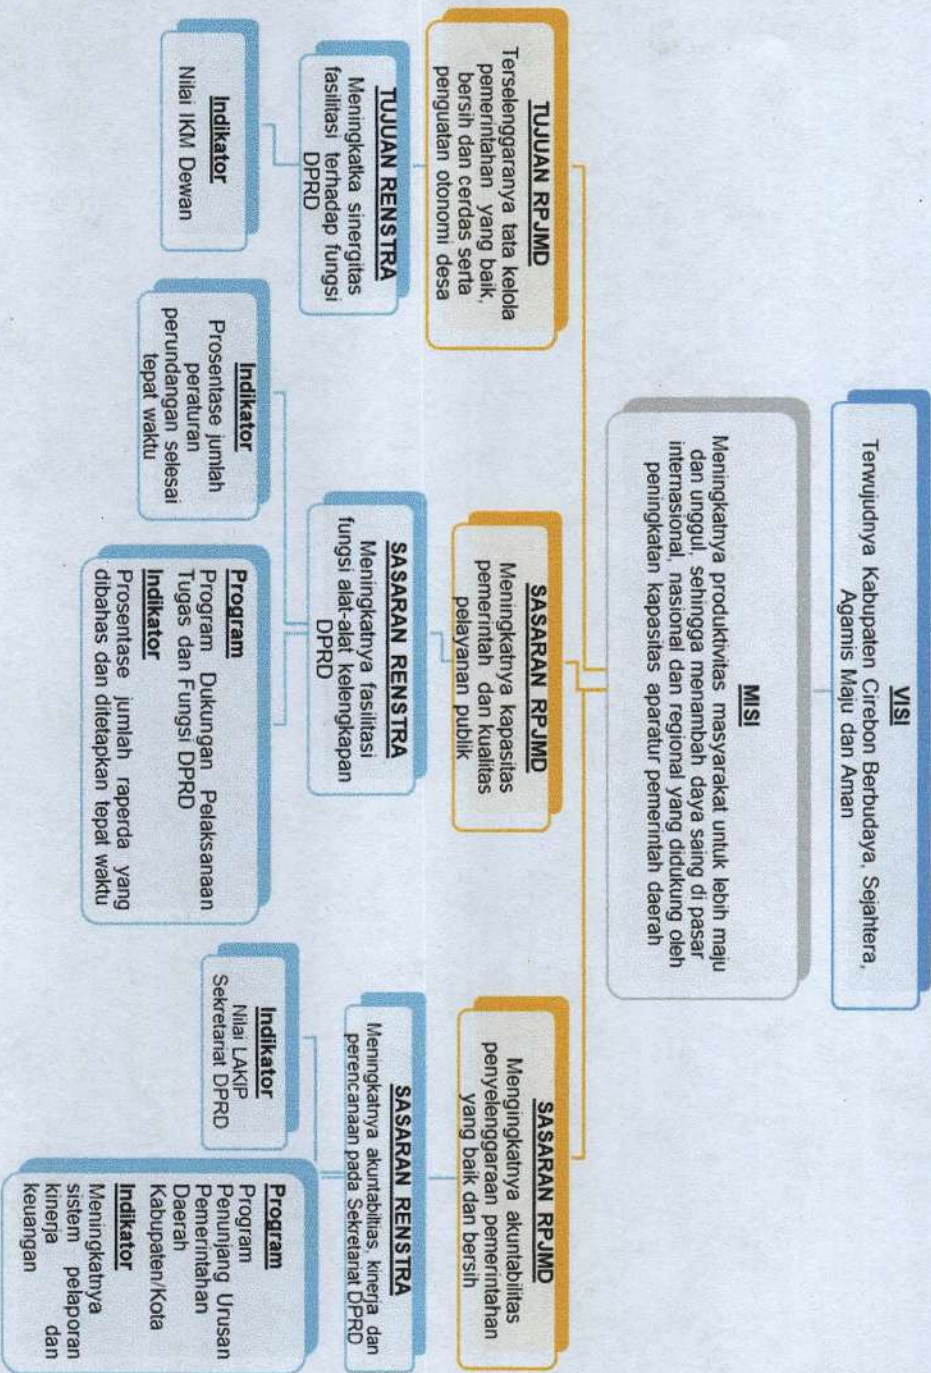 VISI
Terwujudnya Kabupaten Cirebon Berbudaya, Sejahtera,
Agamis Maju dan Aman
MISI
Meningkatnya produktivitas masyarakat untuk lebih maju
dan unggul, sehingga menambah daya saing di pasar
internasional, nasional dan regional yang didukung oleh
peningkatan kapasitas aparatur pemerintah daerah
TUJUAN RPJMD
Terselenggaranya tata kelola
pemerintahan yang baik,
bersih dan cerdas serta
penguatan otonomi desa
SASARAN RPJMD
Meningkatnya kapasitas
pemerintah dan kualitas
pelayanan publik
SASARAN RPJMD
Mengingkatnya akuntabilitas
penyelenggaraan pemerintahan
yang baik dan bersih
TUJUAN RENSTRA
Meningkatka sinergitas
fasilitasi terhadap fungsi
DPRD
SASARAN RENSTRA
Meningkatnya fasilitasi
fungsi alat-alat kelengkapan
DPRD
SASARAN RENSTRA
Meningkatnya akuntabiltias, kinerja dan
perencanaan pada Sekretariat DPRD
Indikator
Nilai IKM Dewan
Indikator
Prosentase jumlah
peraturan
perundangan selesai
tepat waktu
Program
Program Dukungan Pelaksanaan
Tugas dan Fungsi DPRD
Indikator
Prosentase jumlah raperda yang
dibahas dan ditetapkan tepat waktu
Indikator
Nilai LAKIP
Sekretariat DPRD
Program
Program
Penunjang Urusan
Pemerintahan
Daerah
Kabupaten/Kota
Indikator
Meningkatnya
sistem pelaporan
kinerja dan
keuangan